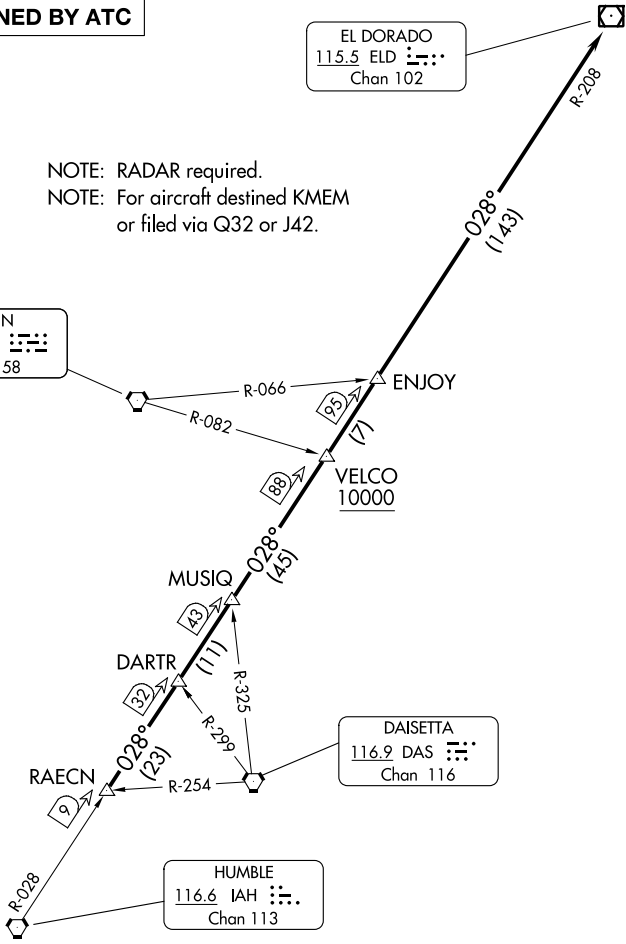 NED BY ATC
EL DORADO
115.5 ELD
Chan 102
R-208
NOTE: RADAR required.
NOTE: For aircraft destined KMEM
or filed via Q32 or J42.
028°
(143)
N
58
R-066
ENJOY
95
R-082
(7)
VELCO
10000
88
028°
(45)
MUSIQ
43
(11)
DARTR
R-325
32
R-299
028°
(23)
DAISETTA
116.9 DAS
Chan 116
RAECN
R-254
9
HUMBLE
116.6 IAH
Chan 113
R-028